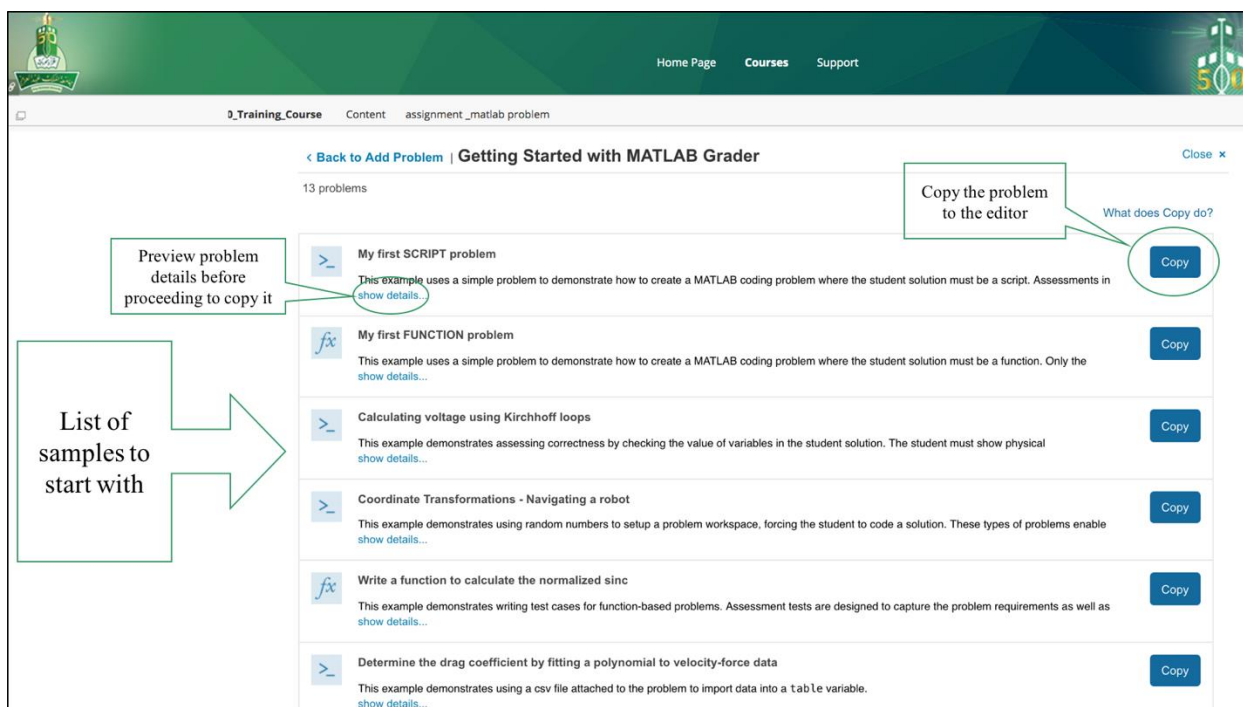 50
Home Page Courses Support
500
0_Training_Course Content assignment _matlab problem
< Back to Add Problem | Getting Started with MATLAB Grader
Close ×
13 problems
Copy the problem
to the editor
What does Copy do?
Preview problem
details before
proceeding to copy it
>_
My first SCRIPT problem
This example uses a simple problem to demonstrate how to create a MATLAB coding problem where the student solution must be a script. Assessments in
show details...
Copy
fx
My first FUNCTION problem
This example uses a simple problem to demonstrate how to create a MATLAB coding problem where the student solution must be a function. Only the
show details...
Copy
List of
samples to
start with
>_
Calculating voltage using Kirchhoff loops
This example demonstrates assessing correctness by checking the value of variables in the student solution. The student must show physical
show details...
Copy
>_
Coordinate Transformations - Navigating a robot
This example demonstrates using random numbers to setup a problem workspace, forcing the student to code a solution. These types of problems enable
show details...
Copy
fx
Write a function to calculate the normalized sinc
This example demonstrates writing test cases for function-based problems. Assessment tests are designed to capture the problem requirements as well as
show details...
Copy
>_
Determine the drag coefficient by fitting a polynomial to velocity-force data
This example demonstrates using a csv file attached to the problem to import data into a table variable.
show details...
Copy